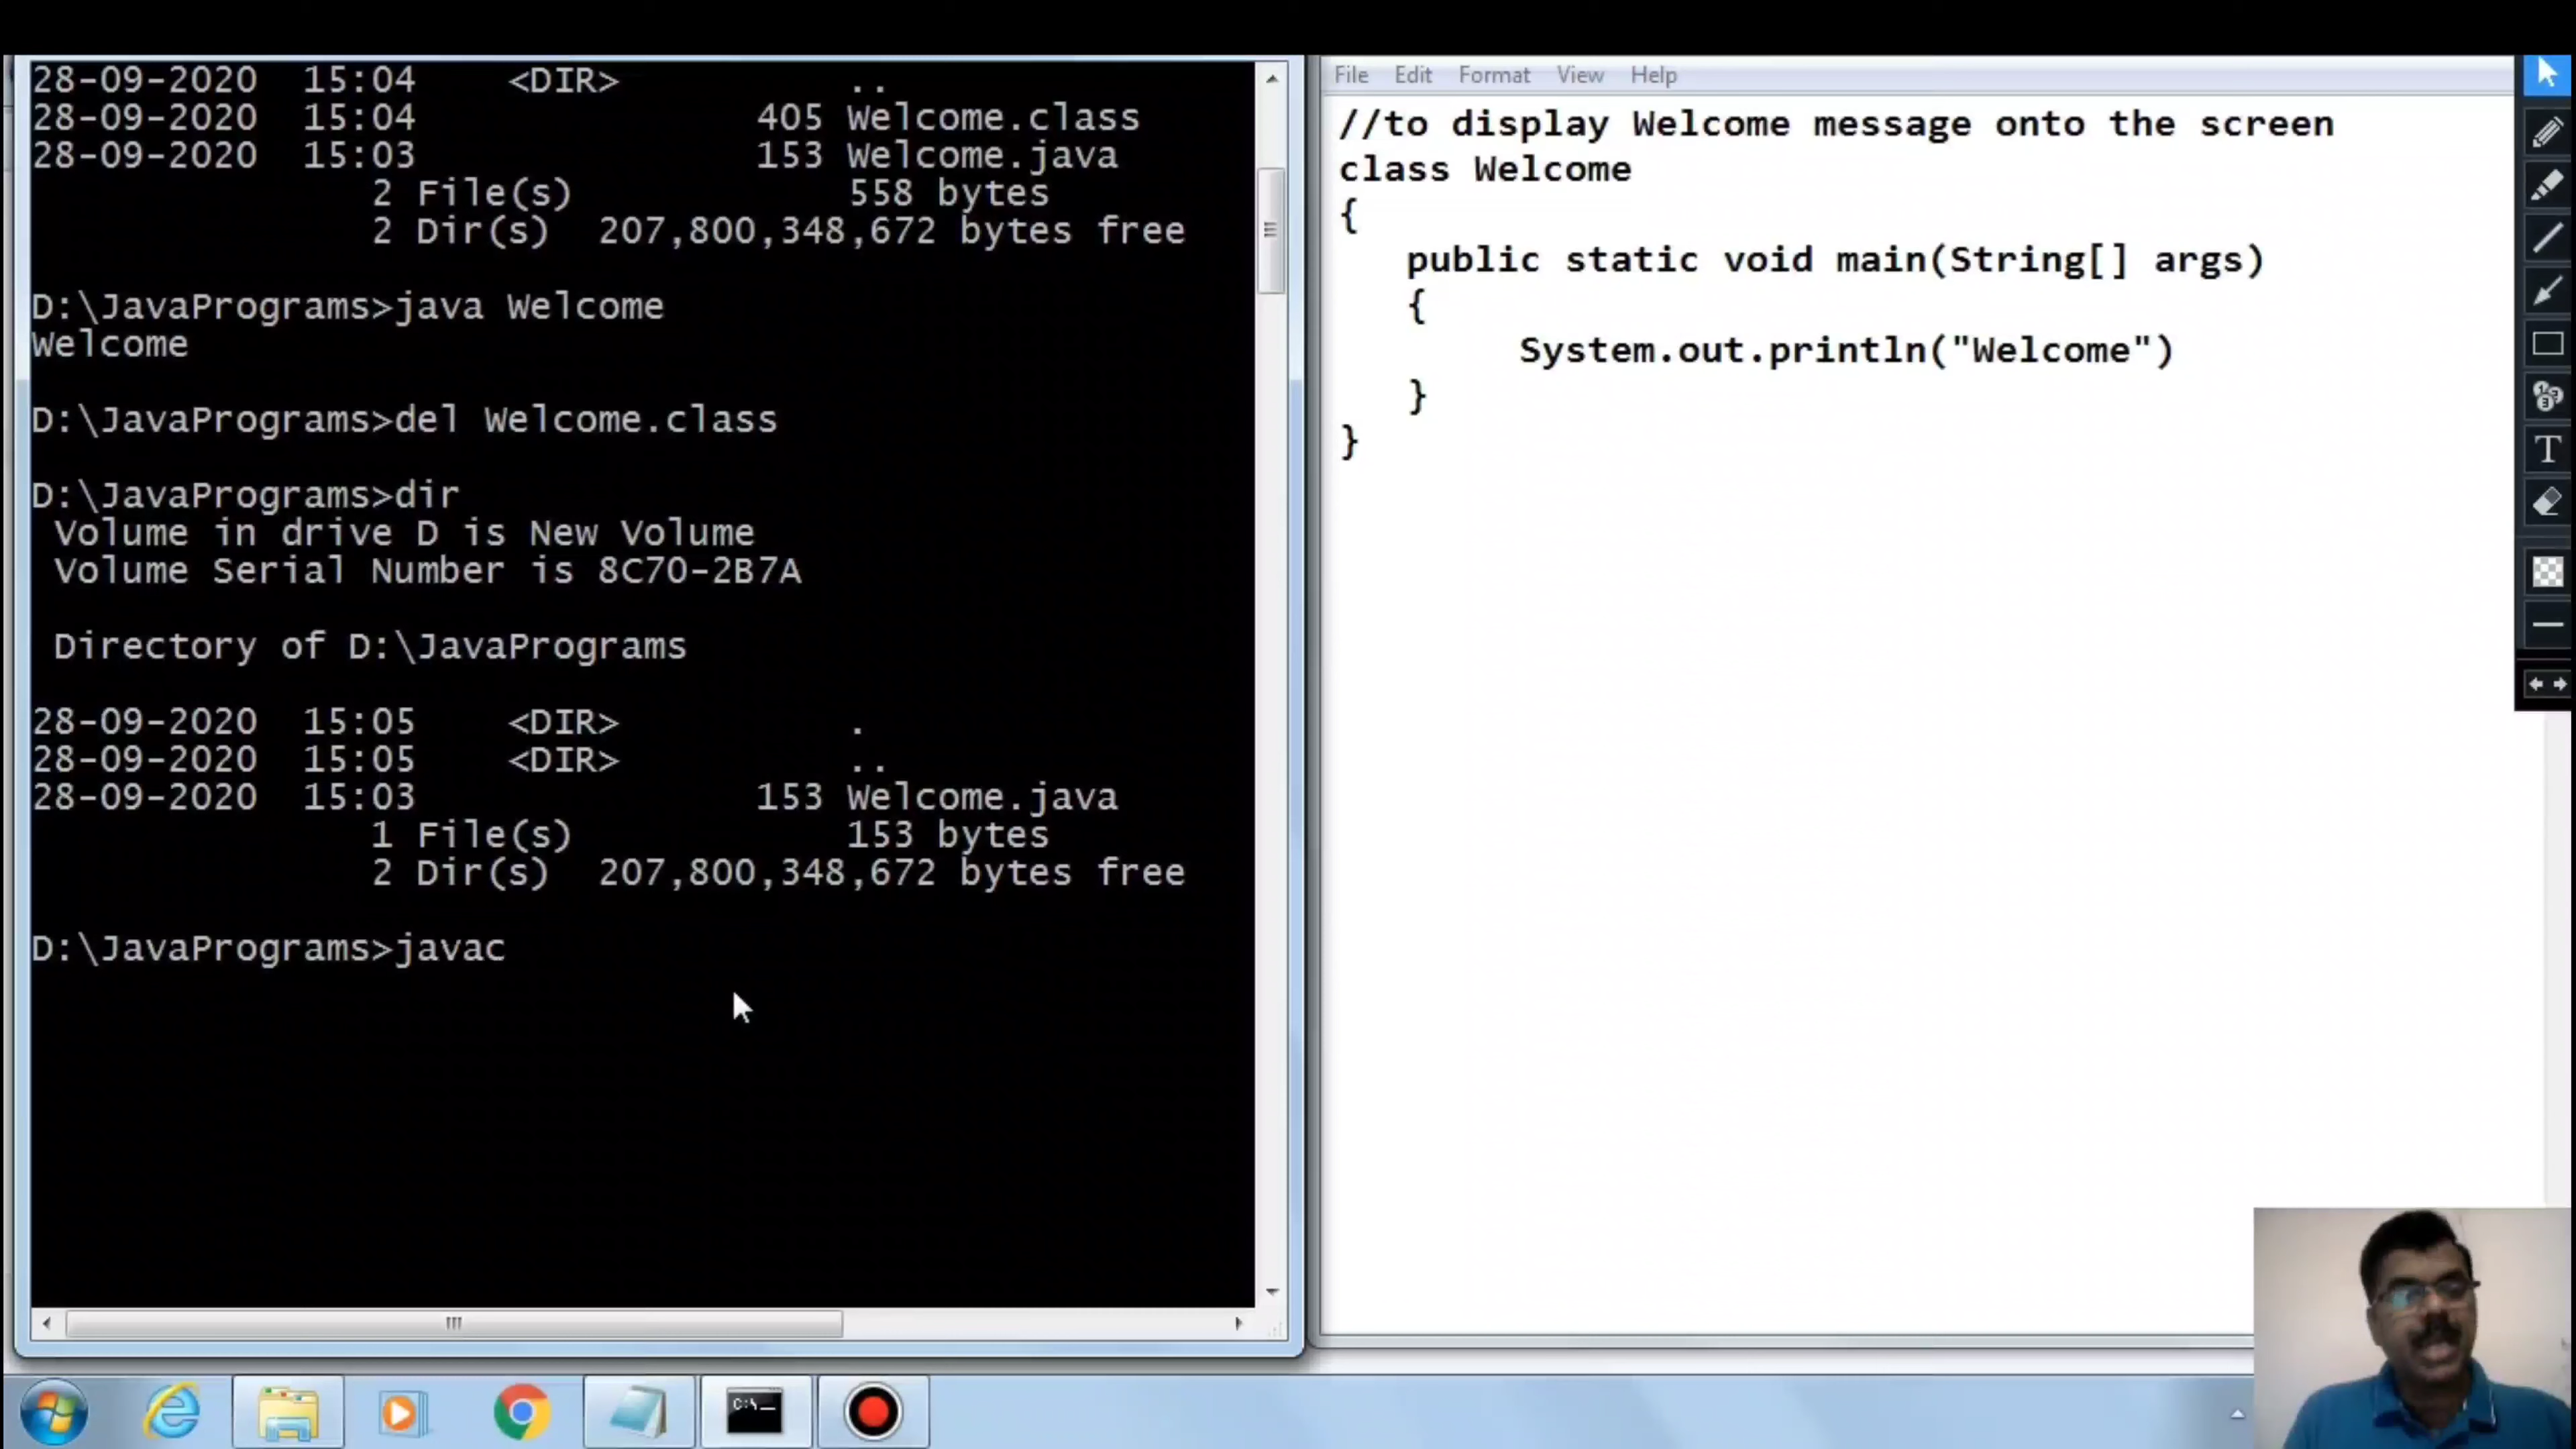 28-09-2020  15:04    <DIR>          ..
28-09-2020  15:04               405 Welcome.class
28-09-2020  15:03               153 Welcome.java
2 File(s)            558 bytes
2 Dir(s)  207,800,348,672 bytes free
D:\JavaPrograms>java Welcome
Welcome
D:\JavaPrograms>del Welcome.class
D:\JavaPrograms>dir
Volume in drive D is New Volume
Volume Serial Number is 8C70-2B7A
Directory of D:\JavaPrograms
28-09-2020  15:05    <DIR>          .
28-09-2020  15:05    <DIR>          ..
28-09-2020  15:03               153 Welcome.java
1 File(s)            153 bytes
2 Dir(s)  207,800,348,672 bytes free
D:\JavaPrograms>javac
File Edit Format View Help
//to display Welcome message onto the screen
class Welcome
{
public static void main(String[] args)
{
System.out.println("Welcome")
}
}
T
C:\_